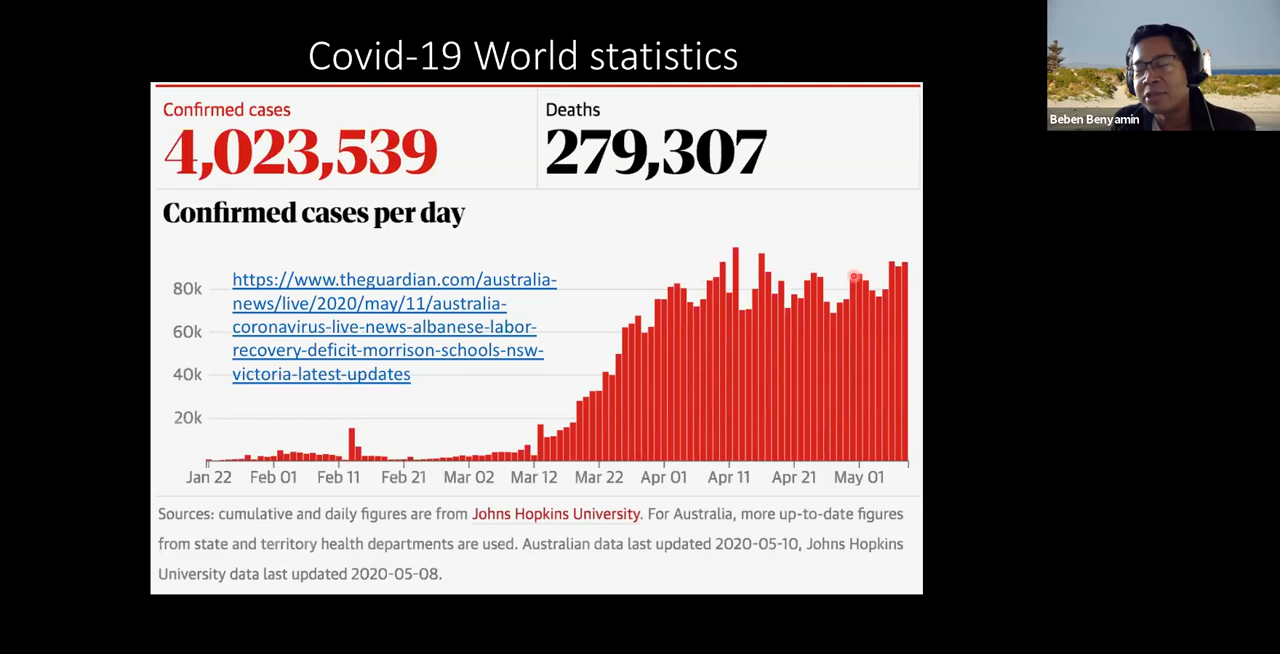 Covid-19 World statistics
Beben Benyamin
Confirmed cases
4,023,539
Deaths
279,307
Confirmed cases per day
https://www.theguardian.com/australia-
news/live/2020/may/11/australia-
coronavirus-live-news-albanese-labor-
recovery-deficit-morrison-schools-nsw-
victoria-latest-updates
80k
60k
40k
20k
Jan 22 Feb 01 Feb 11 Feb 21 Mar 02 Mar 12 Mar 22 Apr 01 Apr 11 Apr 21 May 01
Sources: cumulative and daily figures are from Johns Hopkins University. For Australia, more up-to-date figures
from state and territory health departments are used. Australian data last updated 2020-05-10, Johns Hopkins
University data last updated 2020-05-08.